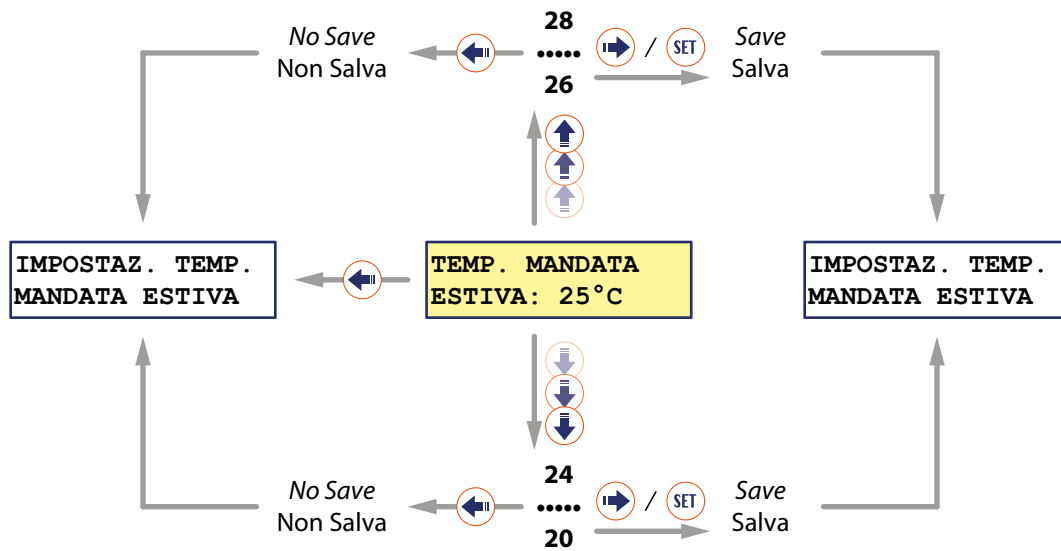 No Save
Non Salva
28
•••••
26
/ SET
Save
Salva
IMPOSTAZ. TEMP.
MANDATA ESTIVA
TEMP. MANDATA
ESTIVA: 25°C
IMPOSTAZ. TEMP.
MANDATA ESTIVA
No Save
Non Salva
24
•••••
20
/ SET
Save
Salva